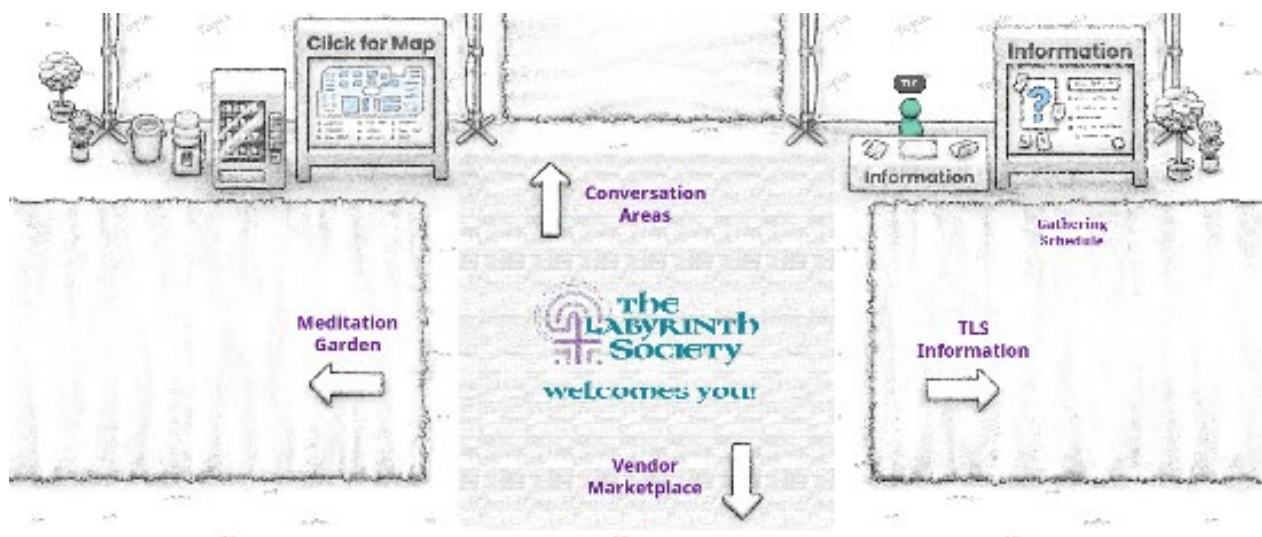 Click for Map
Information
TLS
Information
Conversation
Areas
Gathering
Schedule
Meditation
Garden
The
Labyrinth
Society
welcomes you!
TLS
Information
Vendor
Marketplace